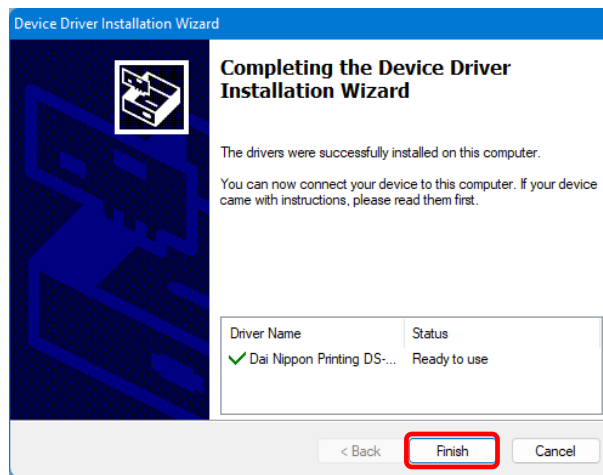 Device Driver Installation Wizard
Completing the Device Driver
Installation Wizard
The drivers were successfully installed on this computer.
You can now connect your device to this computer. If your device
came with instructions, please read them first.
Driver Name Status
Dai Nippon Printing DS-... Ready to use
< Back Finish Cancel